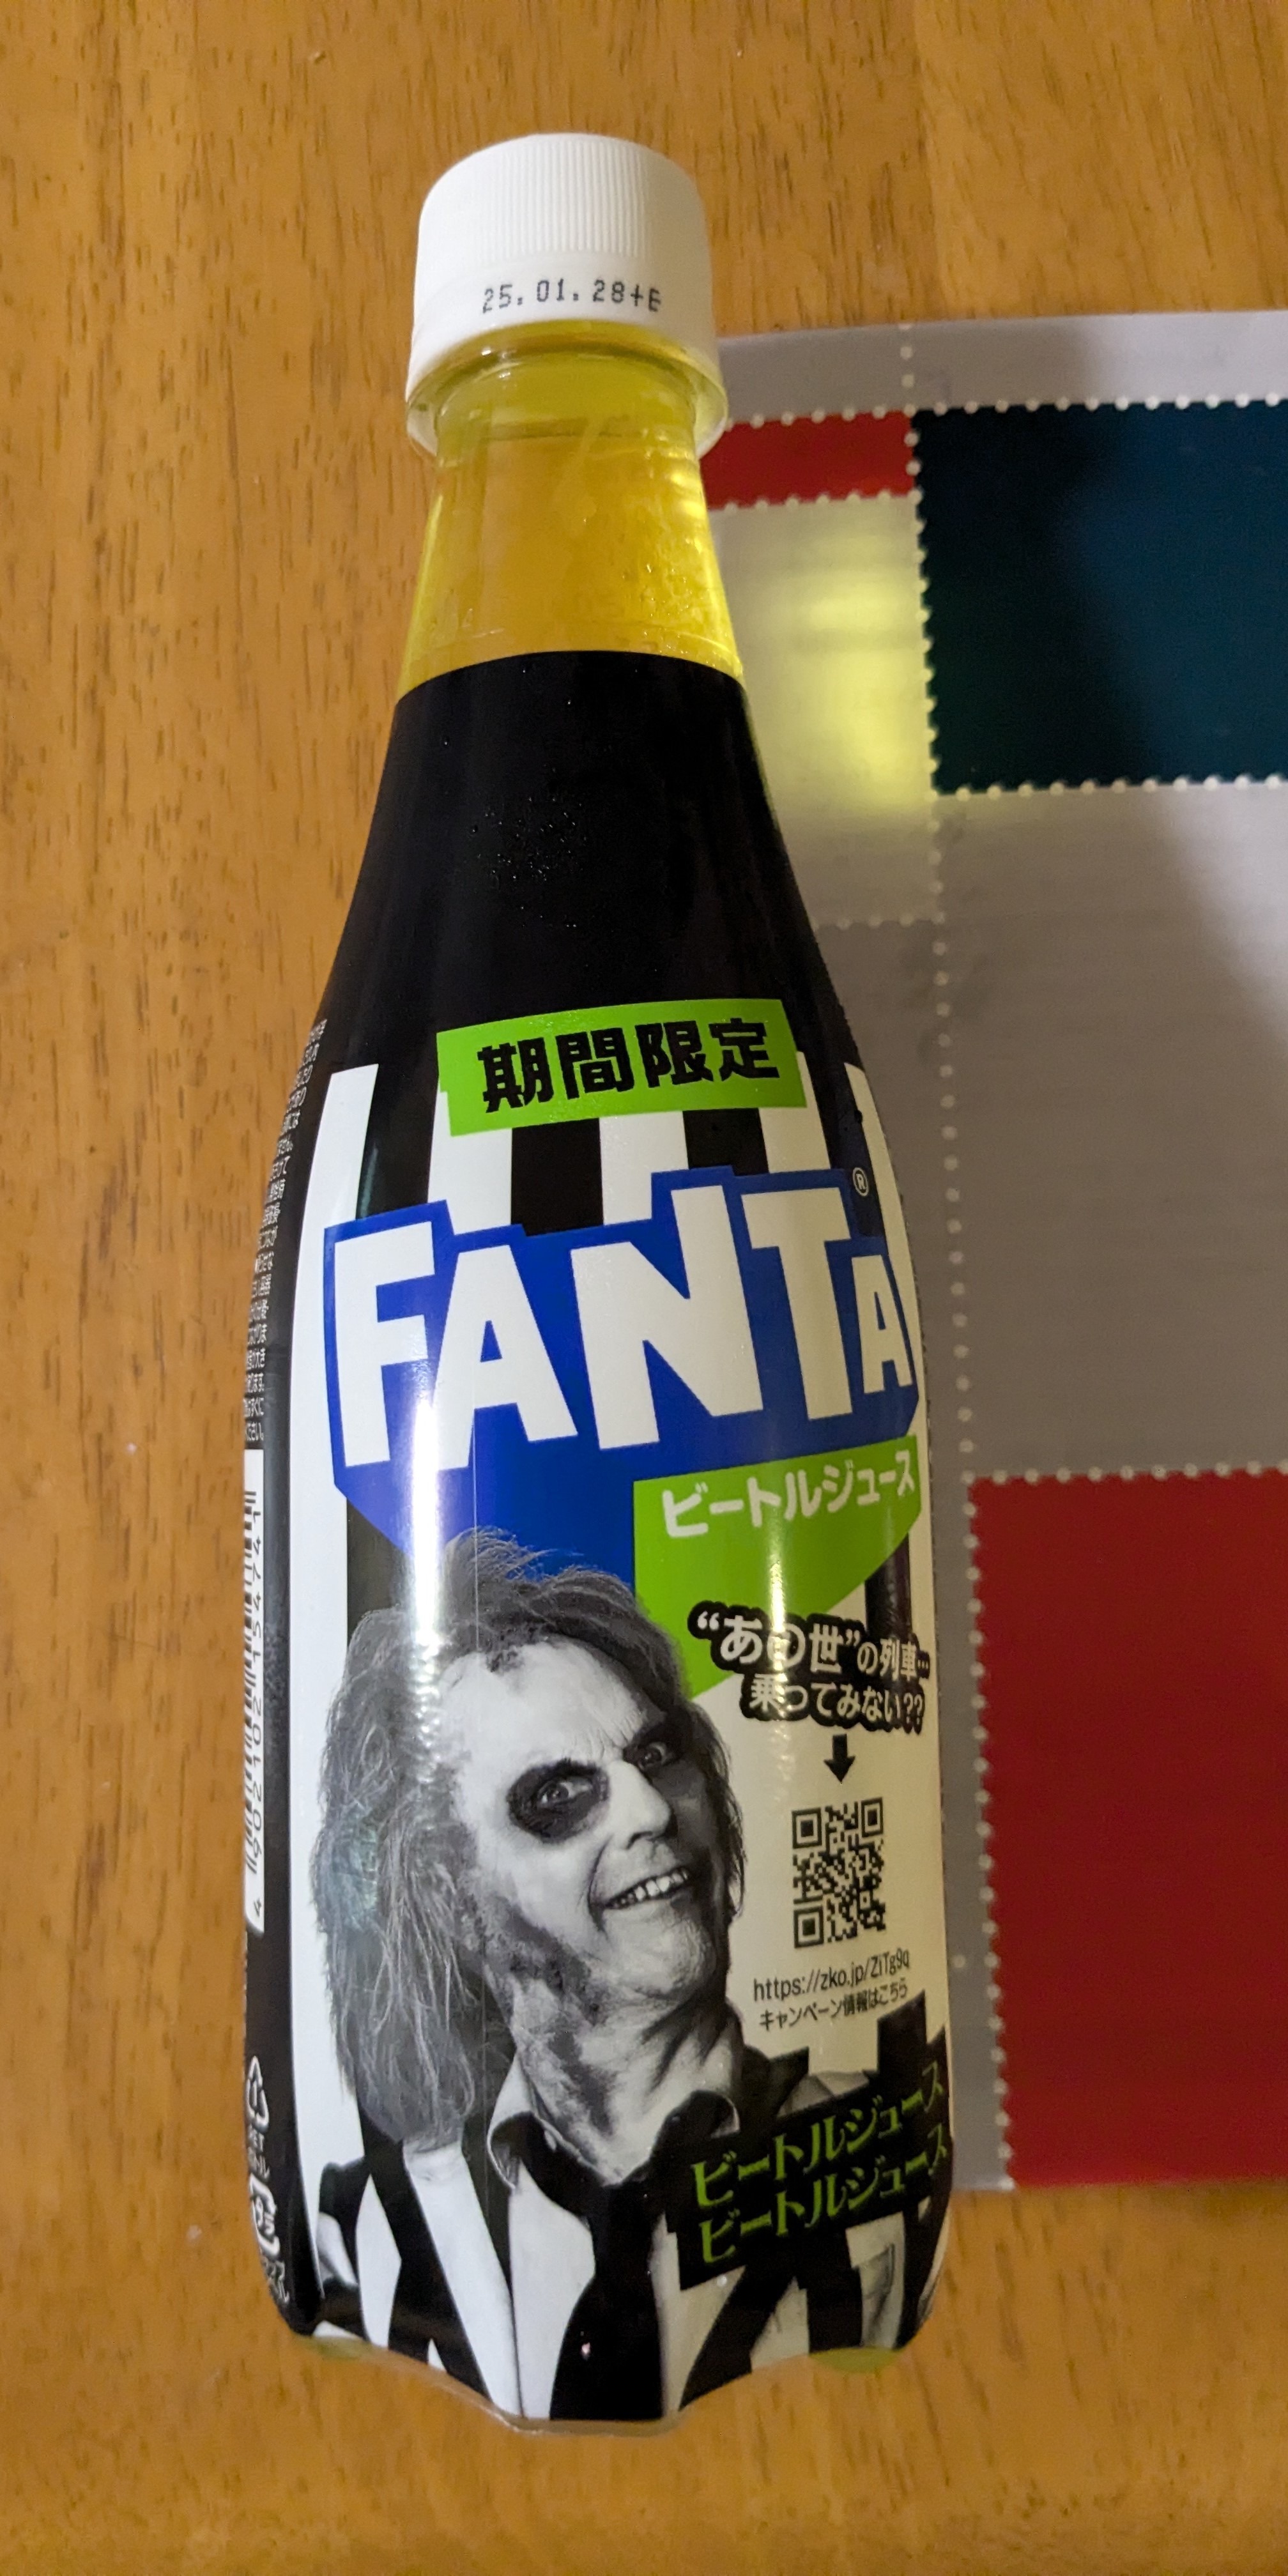 25.01.28+E
期間限定
FANTA®
ビートルジュース
“あの世”の列車…
乗ってみない??
https://zko.jp/ZiTg9q
キャンペーン情報はこちら
ビートルジュース
ビートルジュース